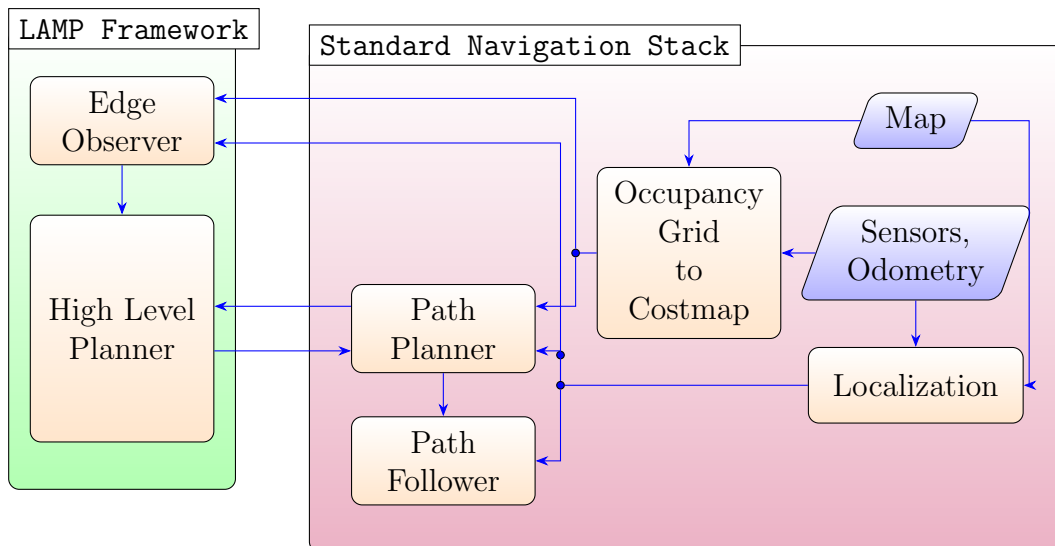 LAMP Framework
Edge
Observer
High Level
Planner
Standard Navigation Stack
Map
Occupancy
Grid
to
Costmap
Sensors,
Odometry
Path
Planner
Localization
Path
Follower